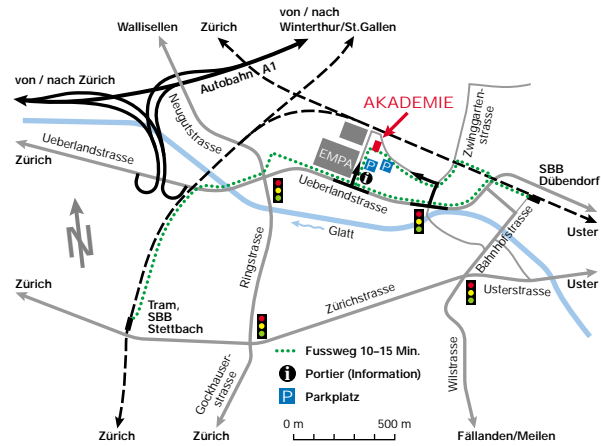 von / nach
Winterthur/St.Gallen
Wallisellen
Zürich
von / nach Zürich
Autobahn A1
Neugutstrasse
AKADEMIE
Zwinggarten-
strasse
Ueberlandstrasse
Zürich
EMPA
P
P
SBB
Dübendorf
i
Ueberlandstrasse
Uster
N
Glatt
Bahnhofstrasse
Ringstrasse
Zürich
Tram,
SBB
Stettbach
Zürichstrasse
Usterstrasse
Uster
Gockhauser-
strasse
Wilstrasse
Fussweg 10–15 Min.
i
Portier (Information)
P
Parkplatz
0 m
500 m
Zürich
Zürich
Fällanden/Meilen